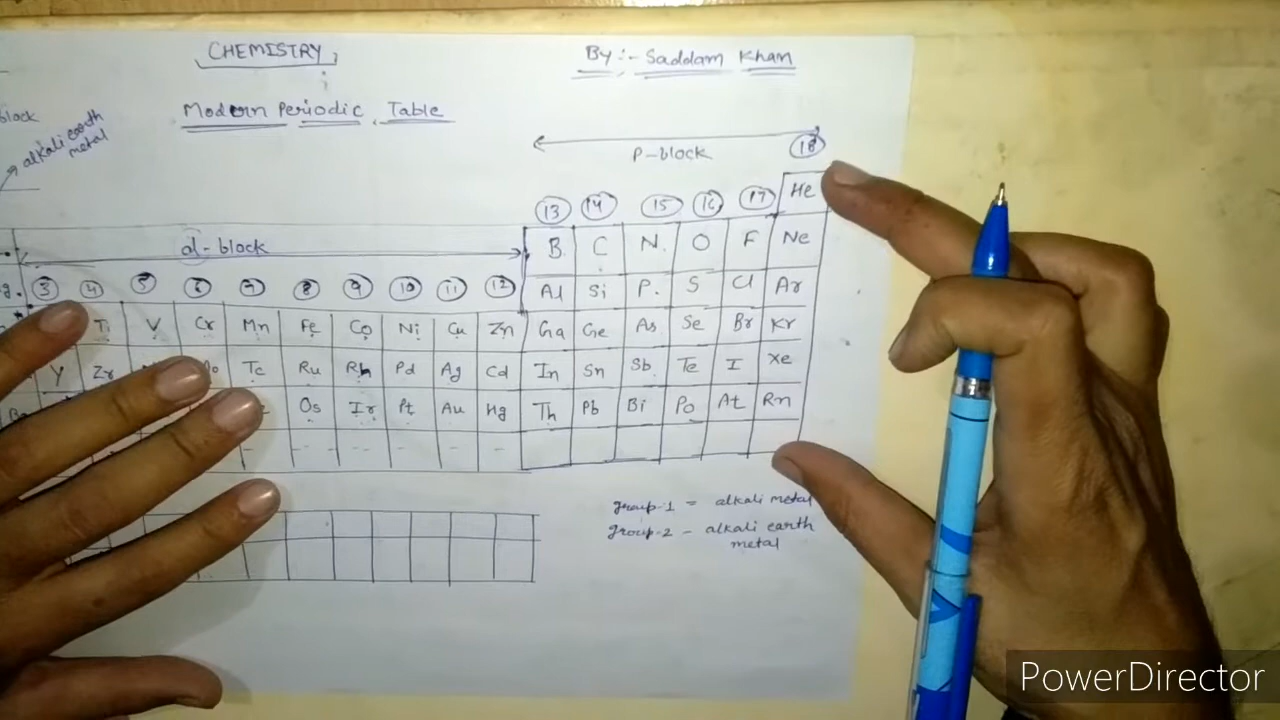 CHEMISTRY
By :- Saddam Khan
Modern Periodic Table
block
alkali earth
metal
P-block
18
13 14 15 16 17 He
d-block
B C N O F Ne
3 4 5 6 7 8 9 10 11 12
Al Si P S Cl Ar
Ti V Cr Mn Fe Co Ni Cu Zn Ga Ge As Se Br Kr
Y Zr Tc Ru Rh Pd Ag Cd In Sn Sb Te I Xe
Os Ir Pt Au Hg Th Pb Bi Po At Rn
group-1 = alkali metal
group-2 - alkali earth
metal
PowerDirector